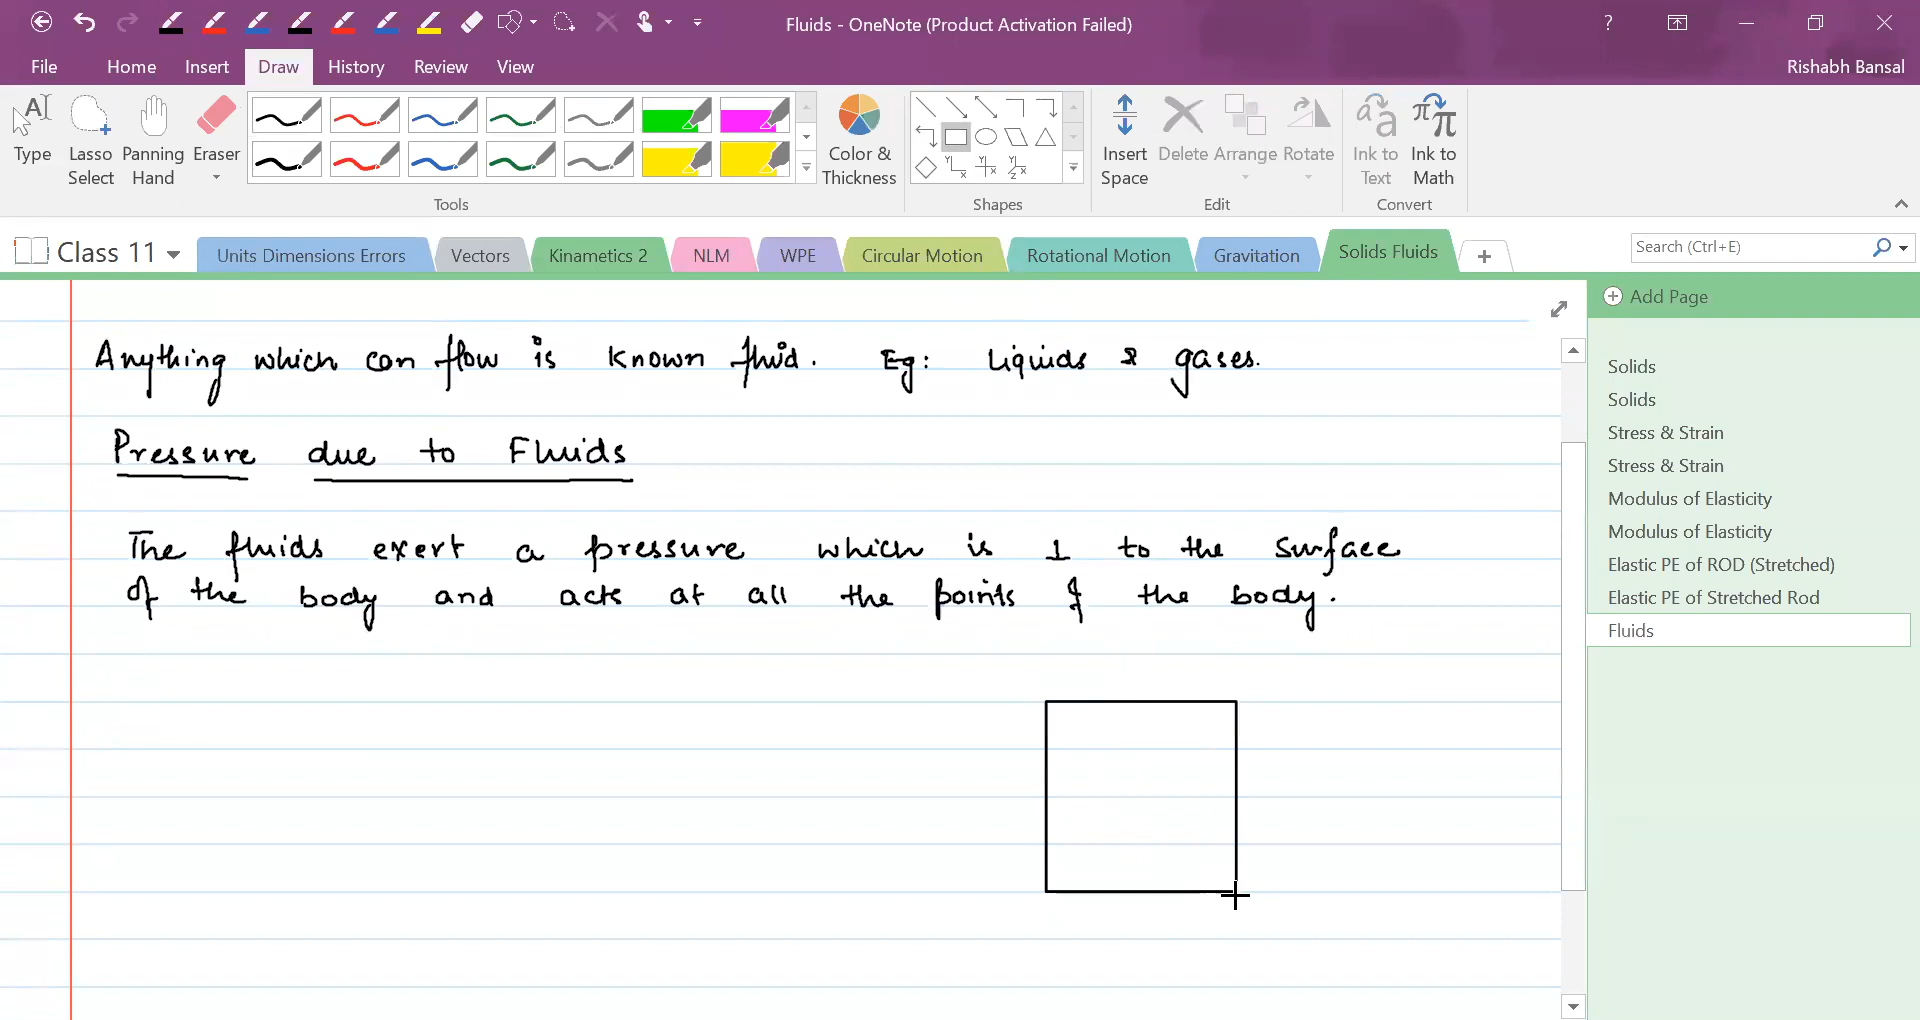 Fluids - OneNote (Product Activation Failed)
?
File Home Insert Draw History Review View
Rishabh Bansal
Type
Lasso Select
Panning Hand
Eraser
Color & Thickness
Insert Space
Delete
Arrange
Rotate
Ink to Text
Ink to Math
Tools
Shapes
Edit
Convert
Class 11
Units Dimensions Errors
Vectors
Kinametics 2
NLM
WPE
Circular Motion
Rotational Motion
Gravitation
Solids Fluids
Search (Ctrl+E)
Add Page
Anything which can flow is known fluid. Eg: Liquids & gases.
Pressure due to Fluids
The fluids exert a pressure which is ⊥ to the surface
of the body and acts at all the points of the body.
Solids
Solids
Stress & Strain
Stress & Strain
Modulus of Elasticity
Modulus of Elasticity
Elastic PE of ROD (Stretched)
Elastic PE of Stretched Rod
Fluids